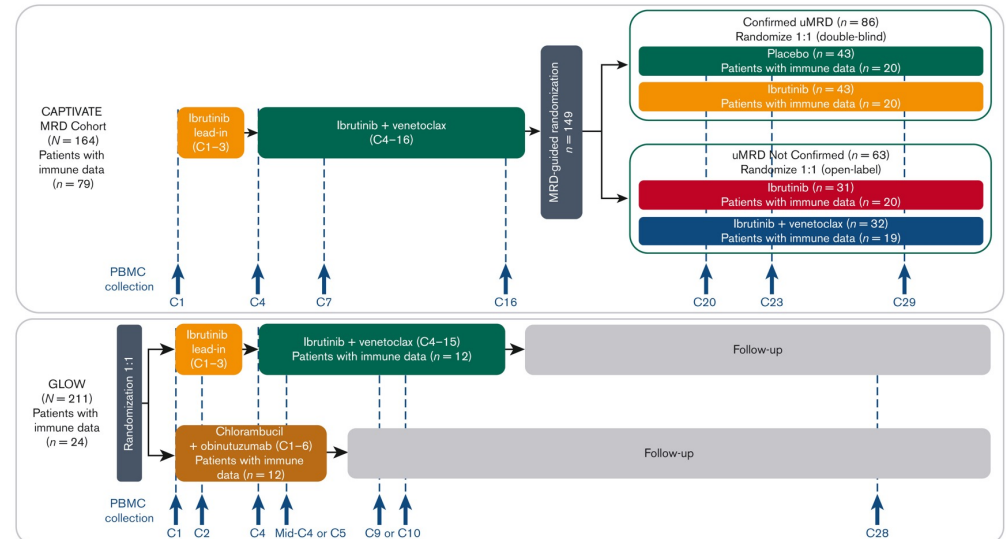 CAPTIVATE
MRD Cohort
(N = 164)
Patients with
immune data
(n = 79)
Ibrutinib
lead-in
(C1–3)
Ibrutinib + venetoclax
(C4–16)
MRD-guided randomization
n = 149
Confirmed uMRD (n = 86)
Randomize 1:1 (double-blind)
Placebo (n = 43)
Patients with immune data (n = 20)
Ibrutinib (n = 43)
Patients with immune data (n = 20)
uMRD Not Confirmed (n = 63)
Randomize 1:1 (open-label)
Ibrutinib (n = 31)
Patients with immune data (n = 20)
Ibrutinib + venetoclax (n = 32)
Patients with immune data (n = 19)
PBMC
collection
C1
C4
C7
C16
C20
C23
C29
GLOW
(N = 211)
Patients with
immune data
(n = 24)
Randomization 1:1
Ibrutinib
lead-in
(C1–3)
Ibrutinib + venetoclax (C4–15)
Patients with immune data (n = 12)
Follow-up
Chlorambucil
+ obinutuzumab (C1–6)
Patients with immune
data (n = 12)
Follow-up
PBMC
collection
C1
C2
C4
Mid-C4 or C5
C9 or C10
C28